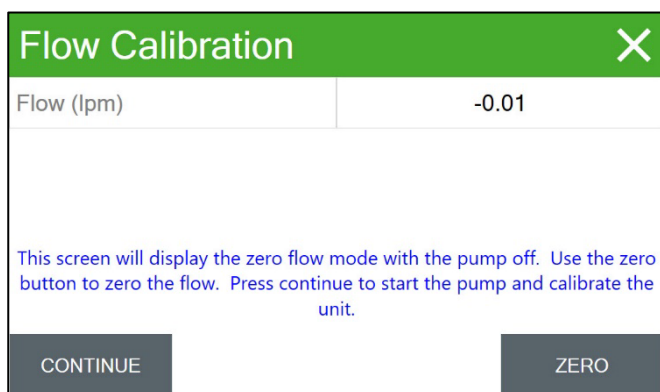 Flow Calibration
Flow (lpm) -0.01
This screen will display the zero flow mode with the pump off. Use the zero
button to zero the flow. Press continue to start the pump and calibrate the
unit.
CONTINUE ZERO